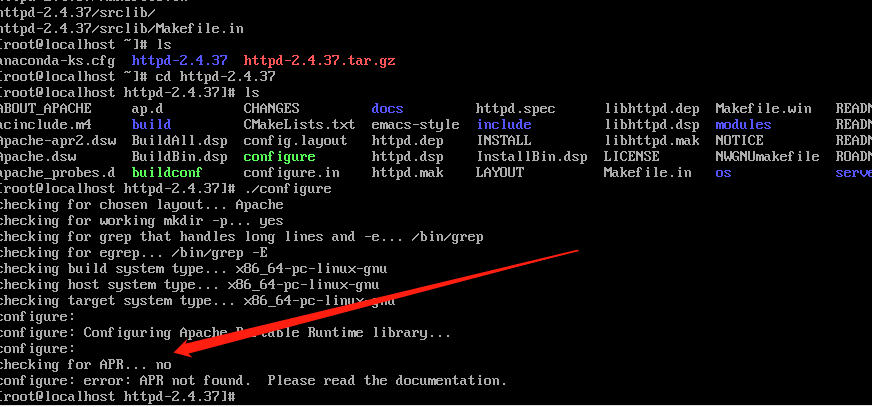 httpd-2.4.37/srclib/
httpd-2.4.37/srclib/Makefile.in
[root@localhost ~]# ls
anaconda-ks.cfg httpd-2.4.37 httpd-2.4.37.tar.gz
[root@localhost ~]# cd httpd-2.4.37
[root@localhost httpd-2.4.37]# ls
ABOUT_APACHE ap.d CHANGES docs httpd.spec libhttpd.dep Makefile.win READM
acinclude.m4 build CMakeLists.txt emacs-style include libhttpd.dsp modules READM
Apache-apr2.dsw BuildAll.dsp config.layout httpd.dep INSTALL libhttpd.mak NOTICE READM
Apache.dsw BuildBin.dsp configure httpd.dsp InstallBin.dsp LICENSE NWGNUmakefile ROADM
apache_probes.d buildconf configure.in httpd.mak LAYOUT Makefile.in os serve
[root@localhost httpd-2.4.37]# ./configure
checking for chosen layout... Apache
checking for working mkdir -p... yes
checking for grep that handles long lines and -e... /bin/grep
checking for egrep... /bin/grep -E
checking build system type... x86_64-pc-linux-gnu
checking host system type... x86_64-pc-linux-gnu
checking target system type... x86_64-pc-linux-gnu
configure:
configure: Configuring Apache Portable Runtime library...
configure:
checking for APR... no
configure: error: APR not found.  Please read the documentation.
[root@localhost httpd-2.4.37]#